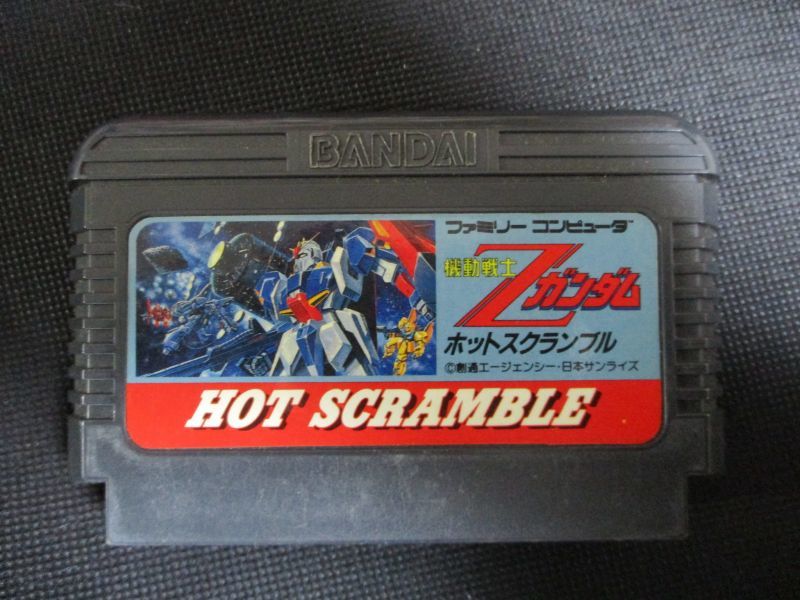 BANDAI
ファミリー コンピュータ™
機動戦士
Zガンダム
ホットスクランブル
©創通エージェンシー・日本サンライズ
HOT SCRAMBLE